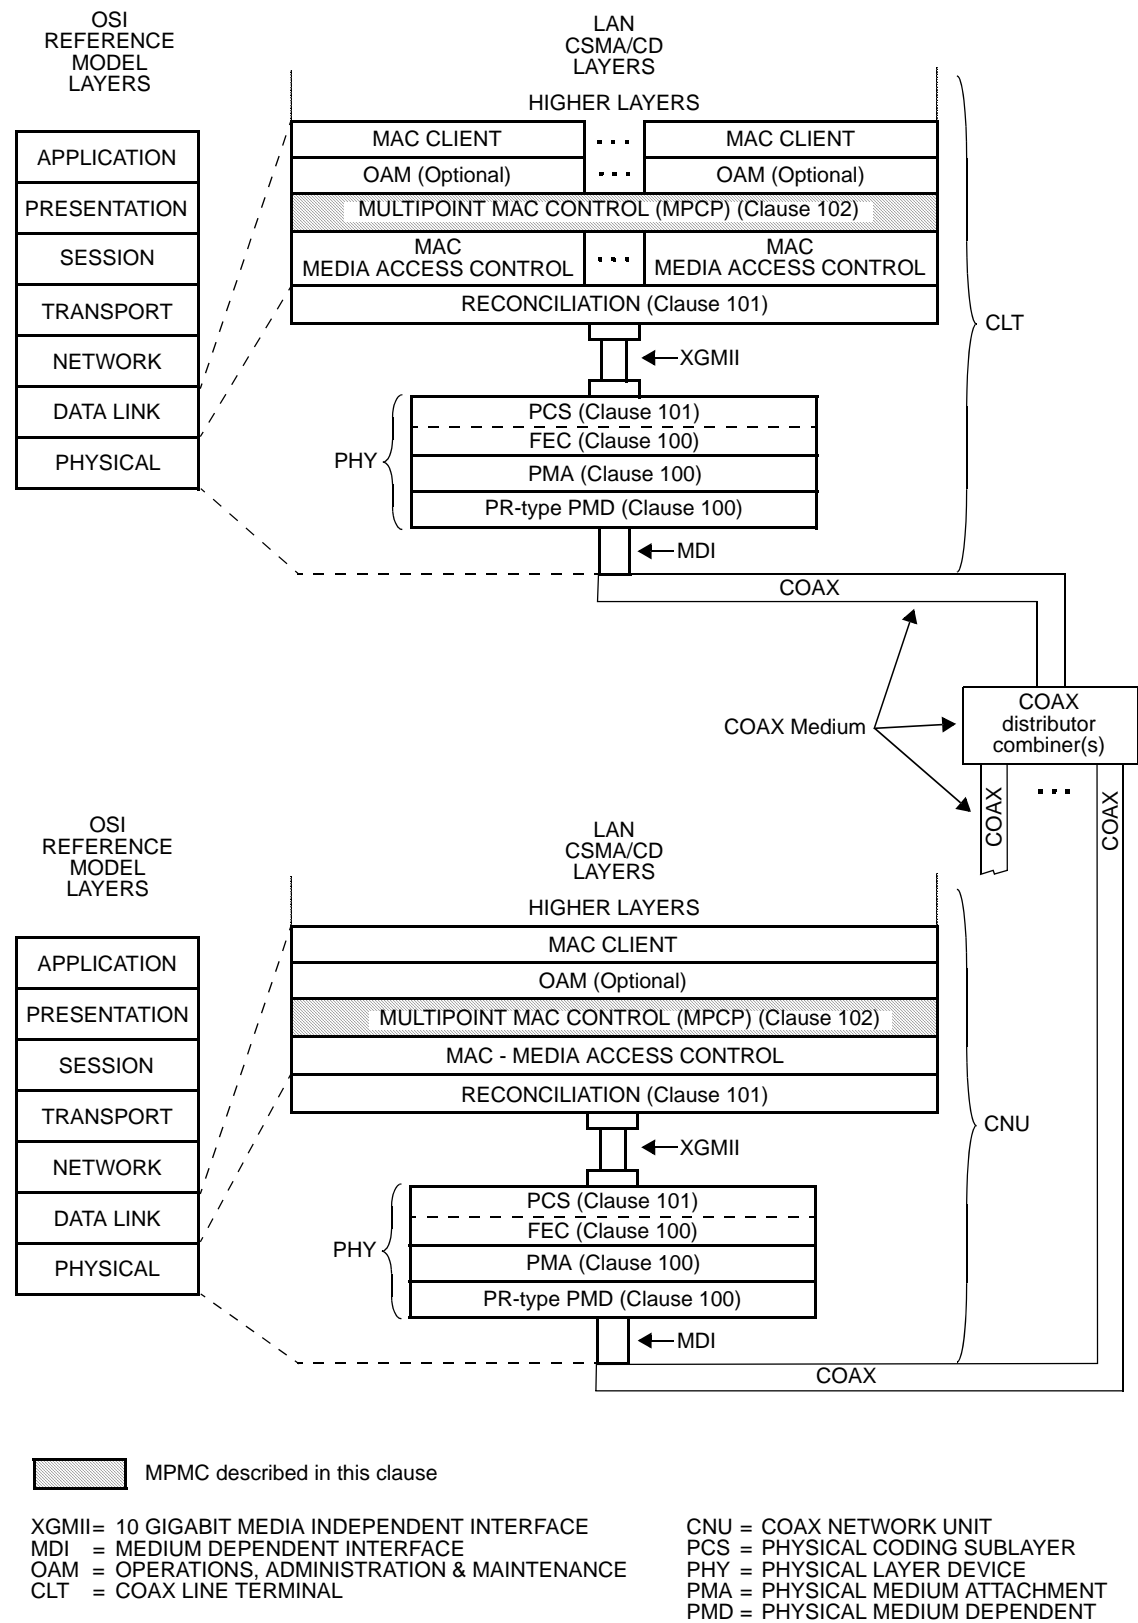 OSI
REFERENCE
MODEL
LAYERS
LAN
CSMA/CD
LAYERS
HIGHER LAYERS
APPLICATION
PRESENTATION
SESSION
TRANSPORT
NETWORK
DATA LINK
PHYSICAL
MAC CLIENT ... MAC CLIENT
OAM (Optional) ... OAM (Optional)
MULTIPOINT MAC CONTROL (MPCP) (Clause 102)
MAC
MEDIA ACCESS CONTROL
...
MAC
MEDIA ACCESS CONTROL
RECONCILIATION (Clause 101)
XGMII
CLT
PHY
PCS (Clause 101)
FEC (Clause 100)
PMA (Clause 100)
PR-type PMD (Clause 100)
MDI
COAX
COAX Medium
COAX
distributor
combiner(s)
COAX
...
COAX
OSI
REFERENCE
MODEL
LAYERS
LAN
CSMA/CD
LAYERS
HIGHER LAYERS
APPLICATION
PRESENTATION
SESSION
TRANSPORT
NETWORK
DATA LINK
PHYSICAL
MAC CLIENT
OAM (Optional)
MULTIPOINT MAC CONTROL (MPCP) (Clause 102)
MAC - MEDIA ACCESS CONTROL
RECONCILIATION (Clause 101)
XGMII
CNU
PHY
PCS (Clause 101)
FEC (Clause 100)
PMA (Clause 100)
PR-type PMD (Clause 100)
MDI
COAX
MPMC described in this clause
XGMII= 10 GIGABIT MEDIA INDEPENDENT INTERFACE
MDI = MEDIUM DEPENDENT INTERFACE
OAM = OPERATIONS, ADMINISTRATION & MAINTENANCE
CLT = COAX LINE TERMINAL
CNU = COAX NETWORK UNIT
PCS = PHYSICAL CODING SUBLAYER
PHY = PHYSICAL LAYER DEVICE
PMA = PHYSICAL MEDIUM ATTACHMENT
PMD = PHYSICAL MEDIUM DEPENDENT